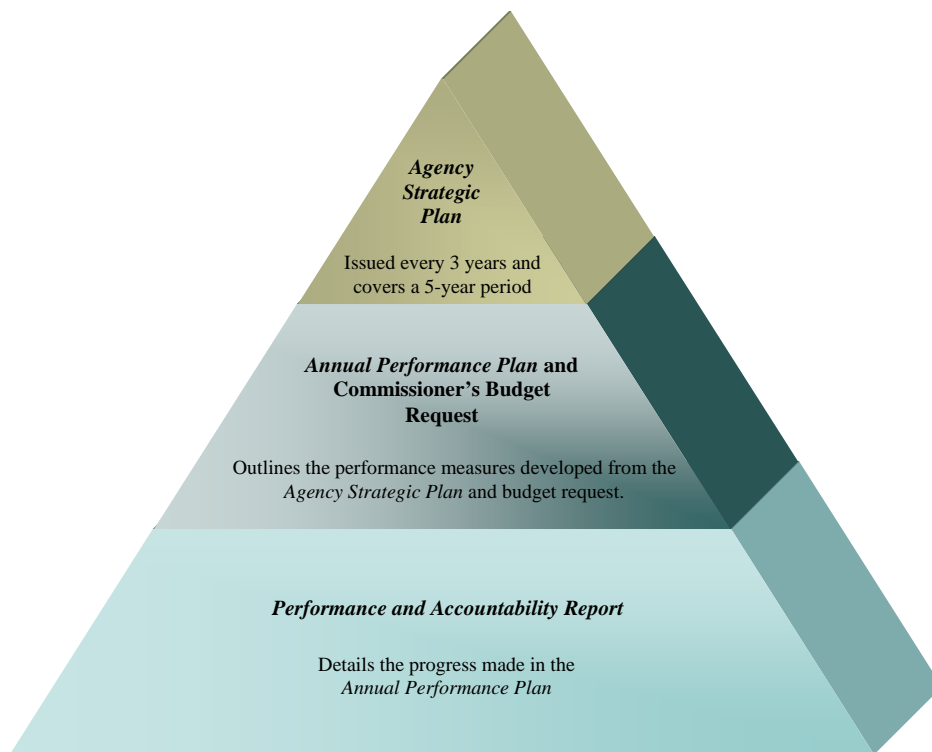 Agency
Strategic
Plan
Issued every 3 years and
covers a 5-year period
Annual Performance Plan and
Commissioner’s Budget
Request
Outlines the performance measures developed from the
Agency Strategic Plan and budget request.
Performance and Accountability Report
Details the progress made in the
Annual Performance Plan